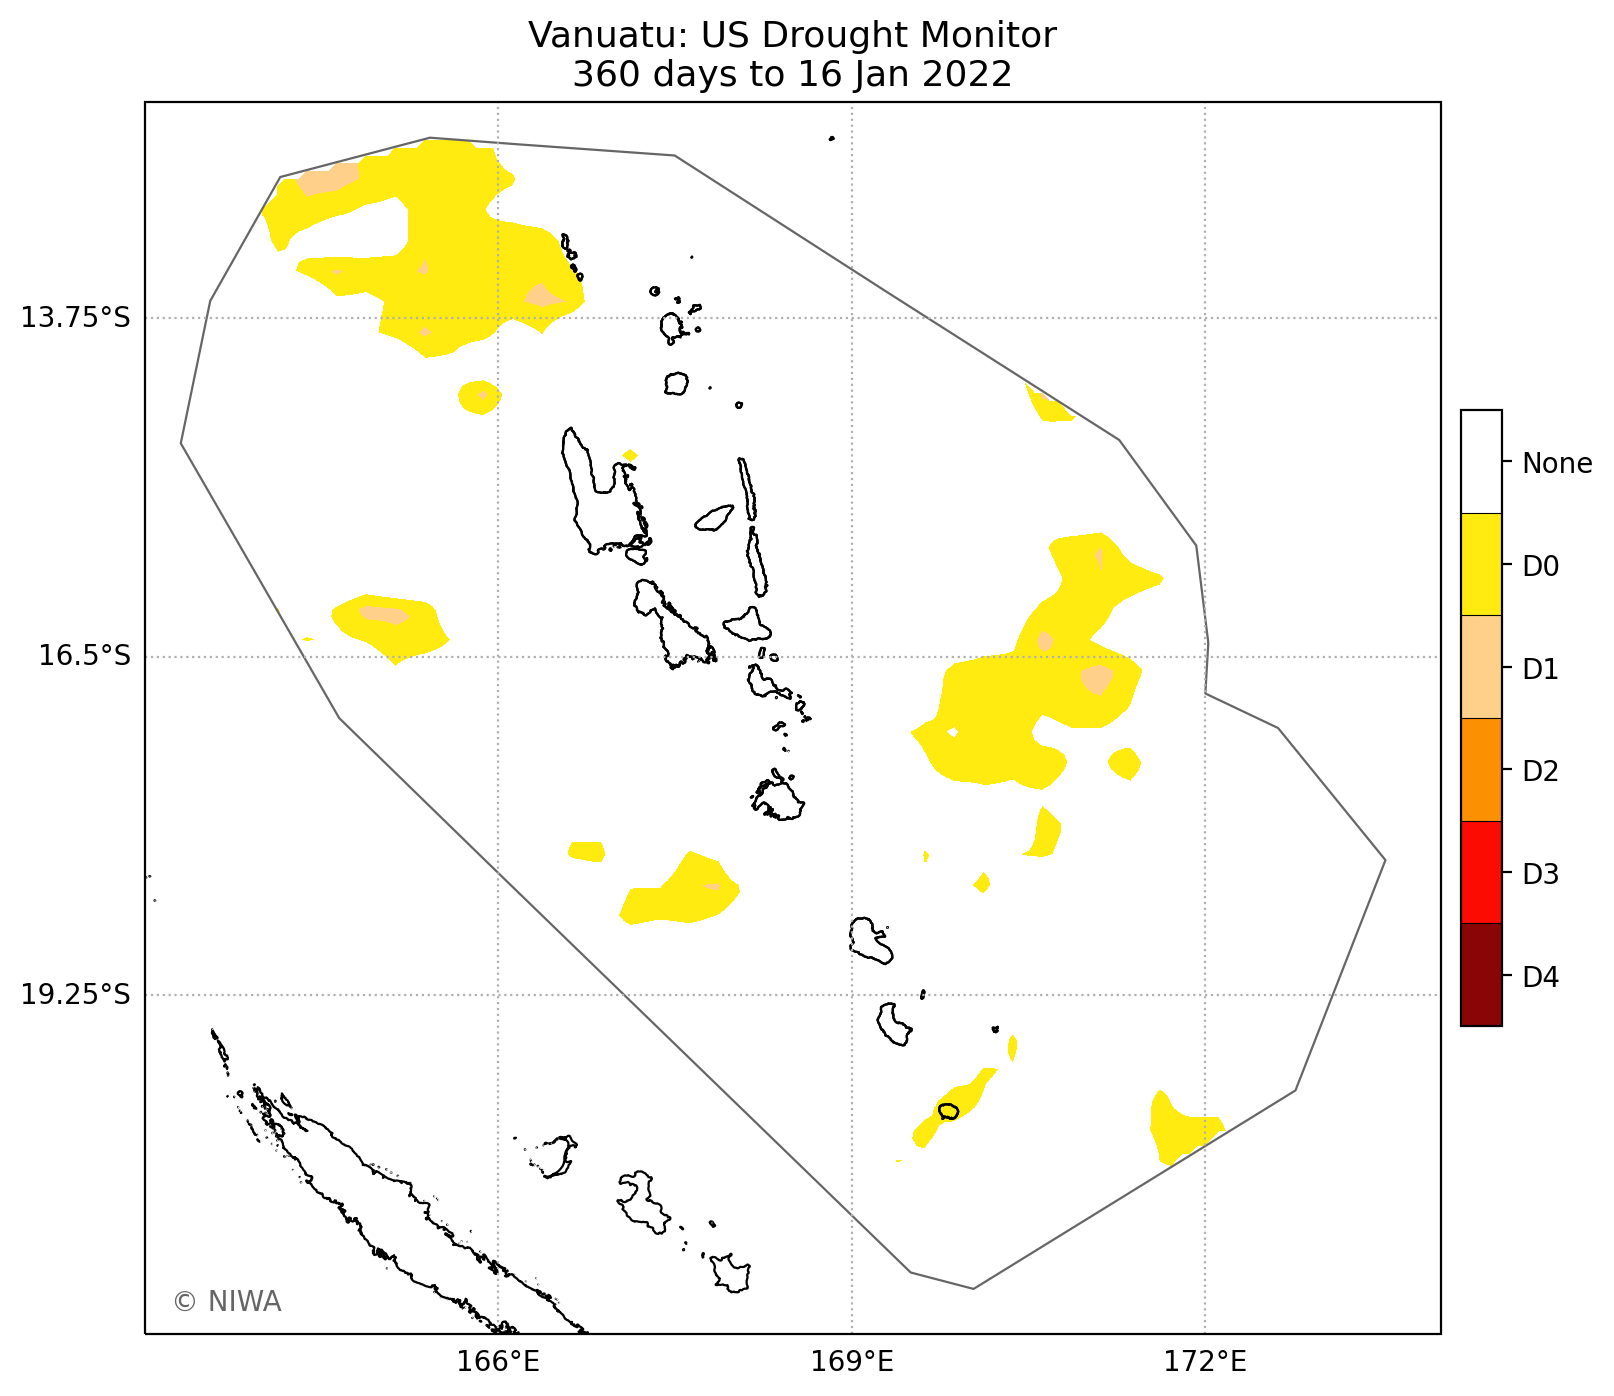 Vanuatu: US Drought Monitor
360 days to 16 Jan 2022
13.75°S
16.5°S
19.25°S
166°E
169°E
172°E
None
D0
D1
D2
D3
D4
© NIWA